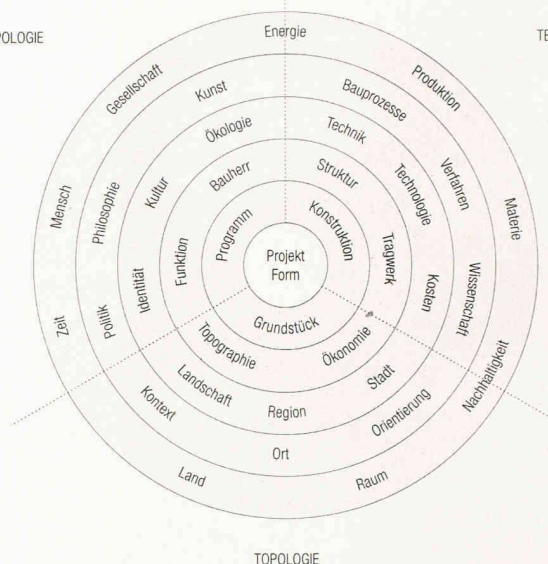 POLOGIE
TE
Energie
Gesellschaft
Produktion
Kunst
Bauprozesse
Ökologie
Technik
Mensch
Philosophie
Kultur
Bauherr
Struktur
Technologie
Verfahren
Materie
Programm
Konstruktion
Funktion
Projekt
Form
Tragwerk
Identität
Kosten
Wissenschaft
Zeit
Politik
Grundstück
Topographie
Ökonomie
Nachhaltigkeit
Landschaft
Stadt
Kontext
Region
Orientierung
Ort
Land
Raum
TOPOLOGIE